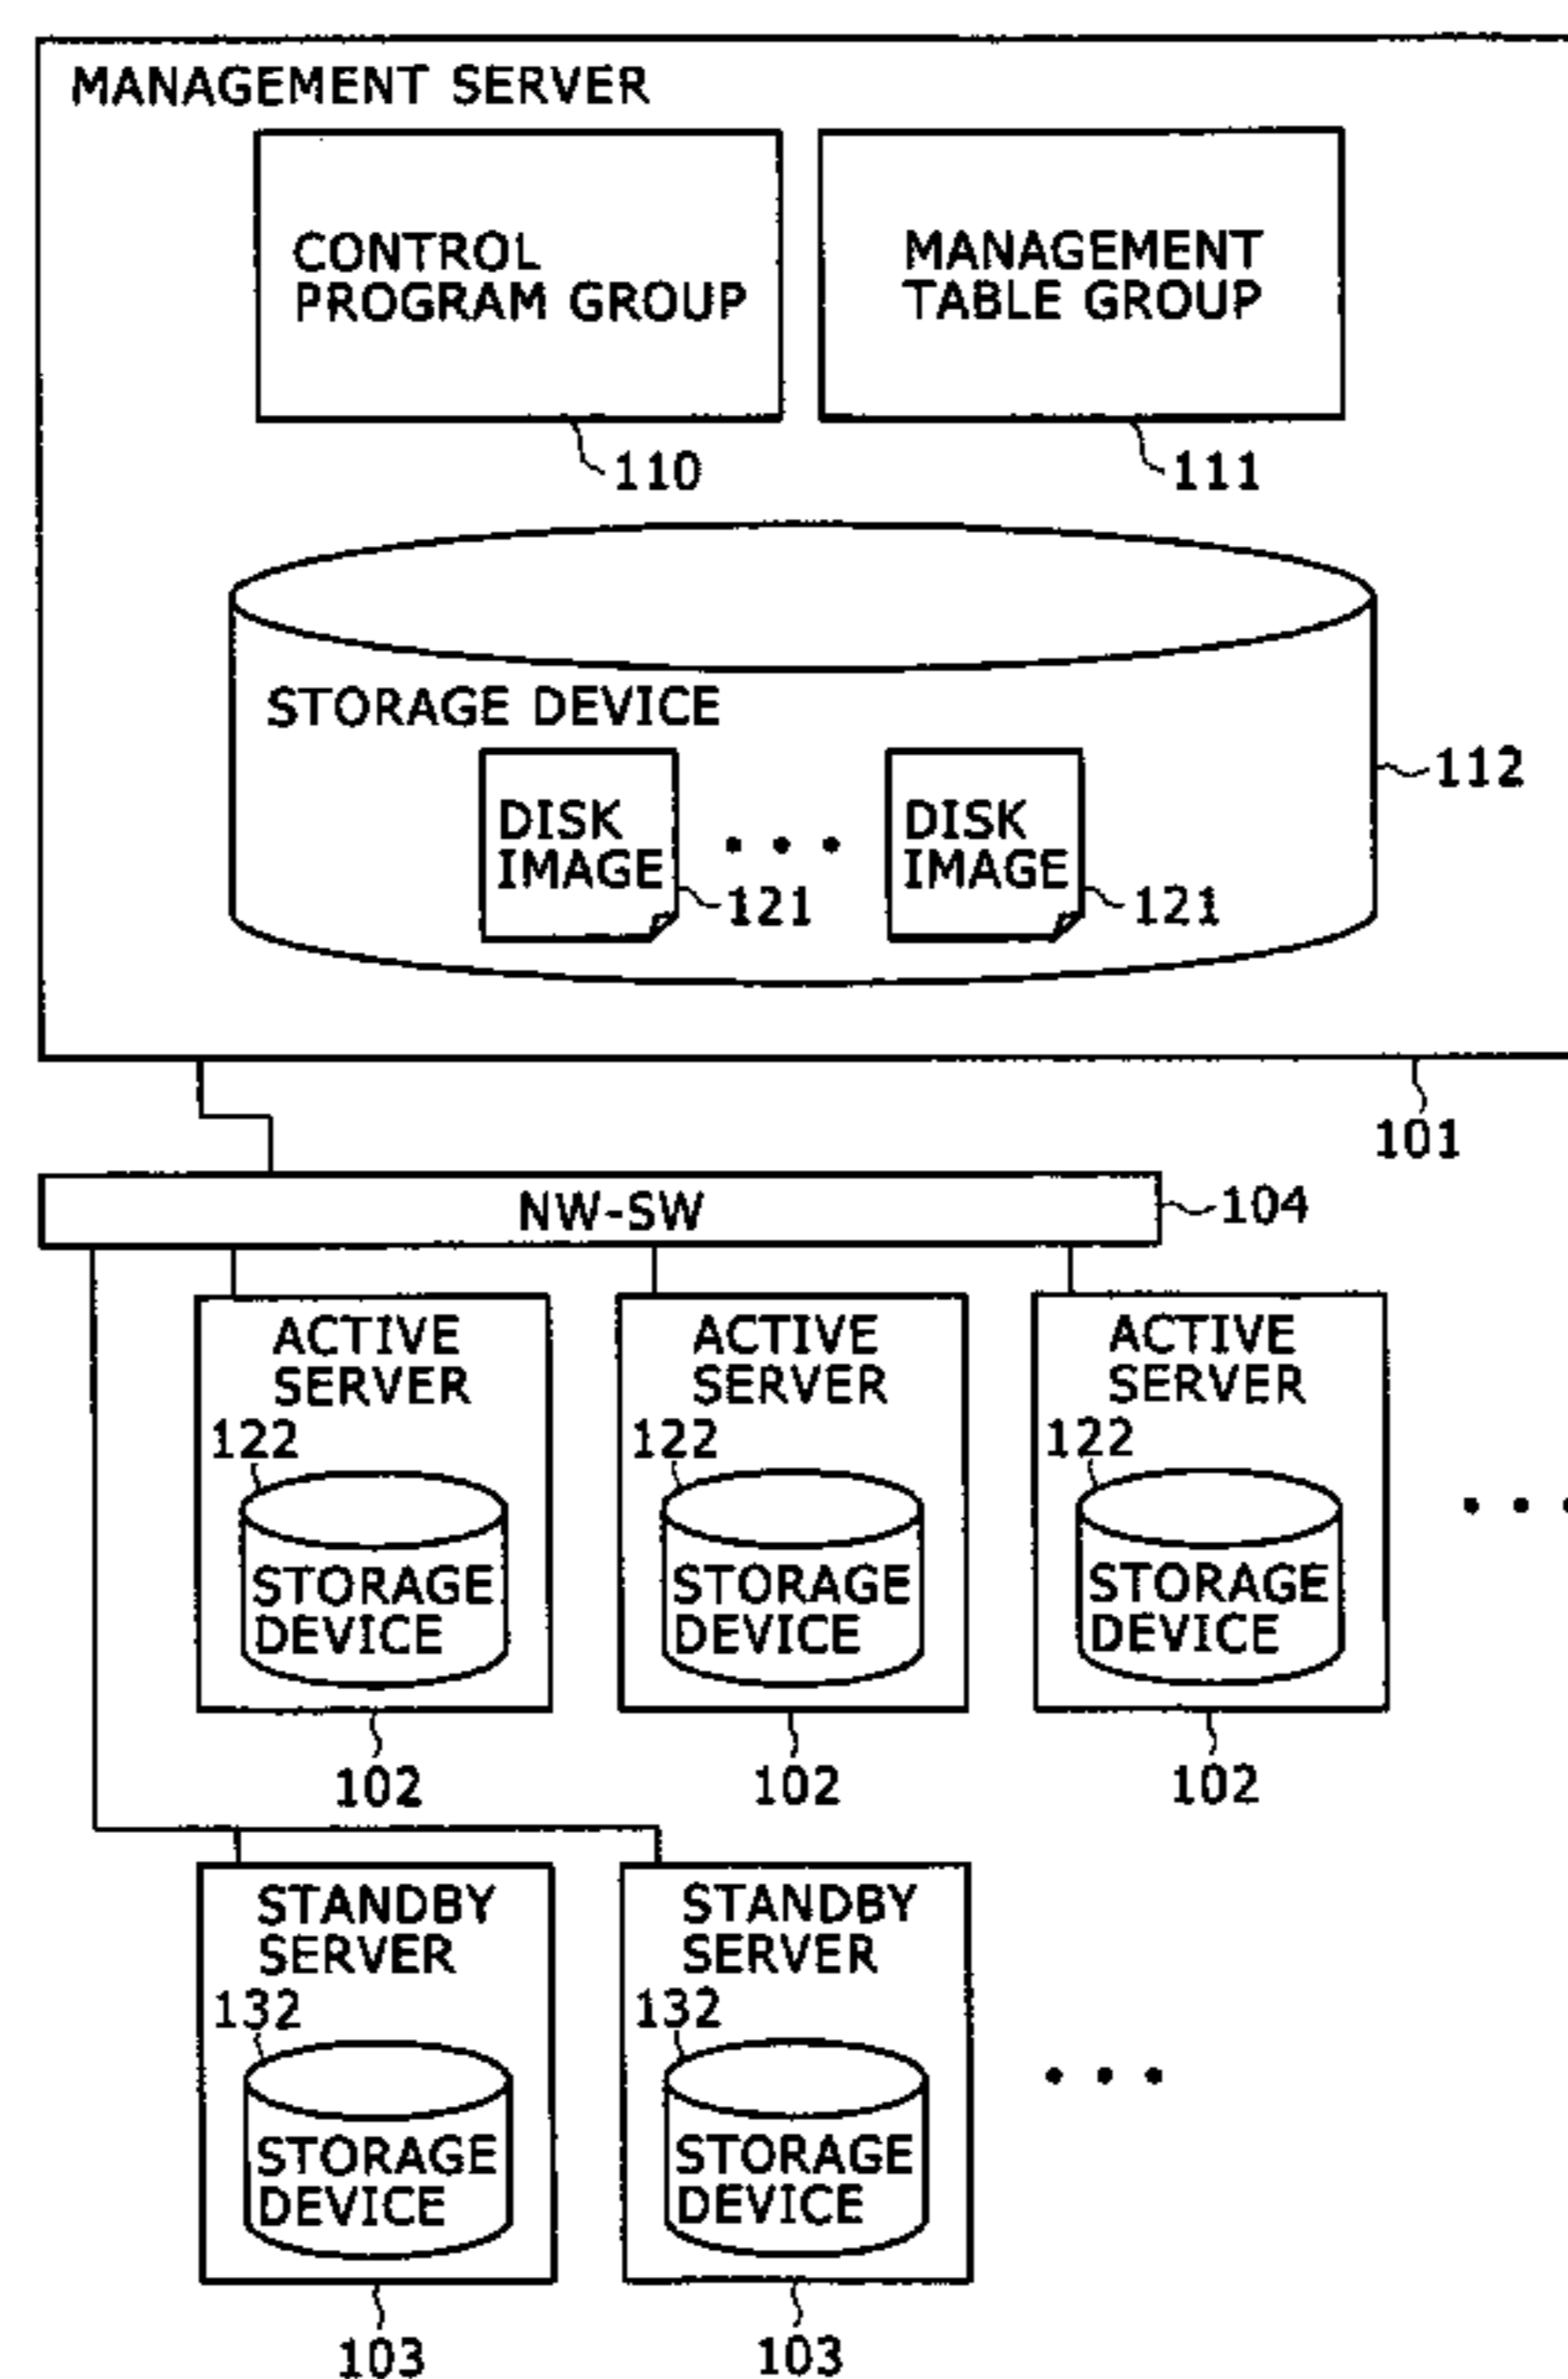 MANAGEMENT SERVER
CONTROL
PROGRAM GROUP
MANAGEMENT
TABLE GROUP
110
111
STORAGE DEVICE
112
DISK
IMAGE
DISK
IMAGE
121
121
101
NW-SW
104
ACTIVE
SERVER
122
STORAGE
DEVICE
102
ACTIVE
SERVER
122
STORAGE
DEVICE
102
ACTIVE
SERVER
122
STORAGE
DEVICE
102
STANDBY
SERVER
132
STORAGE
DEVICE
103
STANDBY
SERVER
132
STORAGE
DEVICE
103